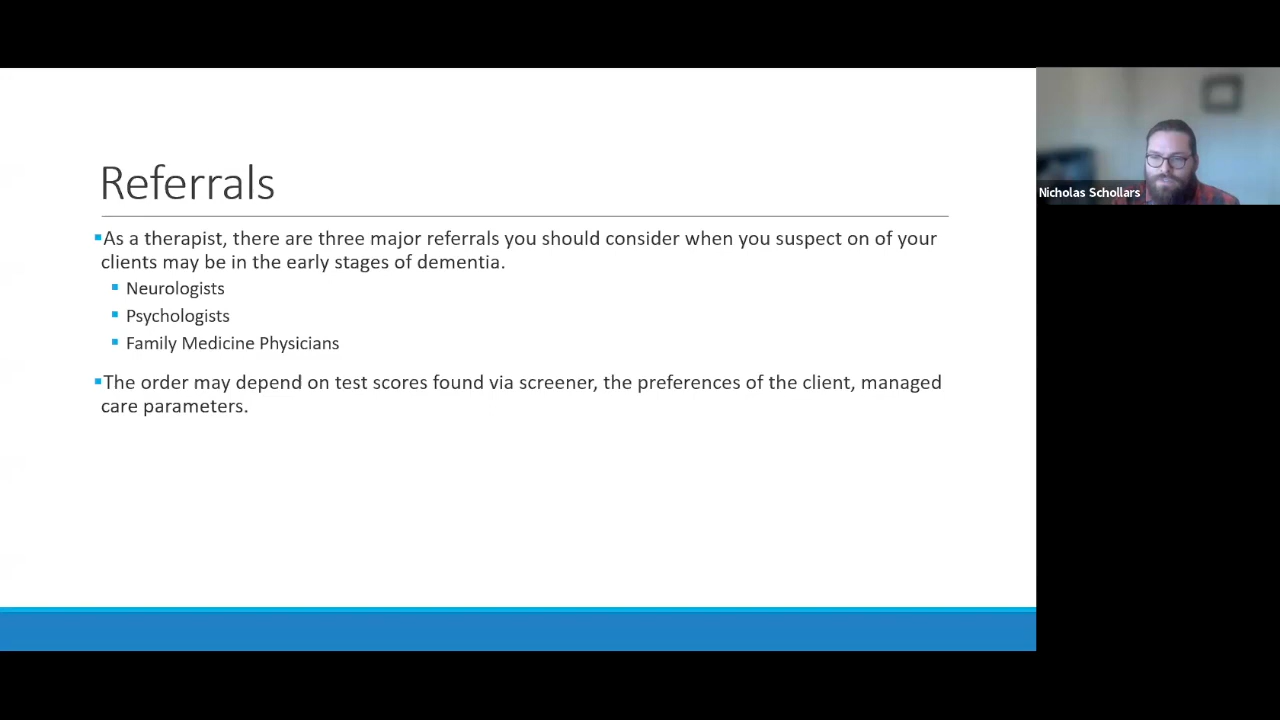 Referrals
▪As a therapist, there are three major referrals you should consider when you suspect on of your
clients may be in the early stages of dementia.
▪ Neurologists
▪ Psychologists
▪ Family Medicine Physicians
▪The order may depend on test scores found via screener, the preferences of the client, managed
care parameters.
Nicholas Schollars